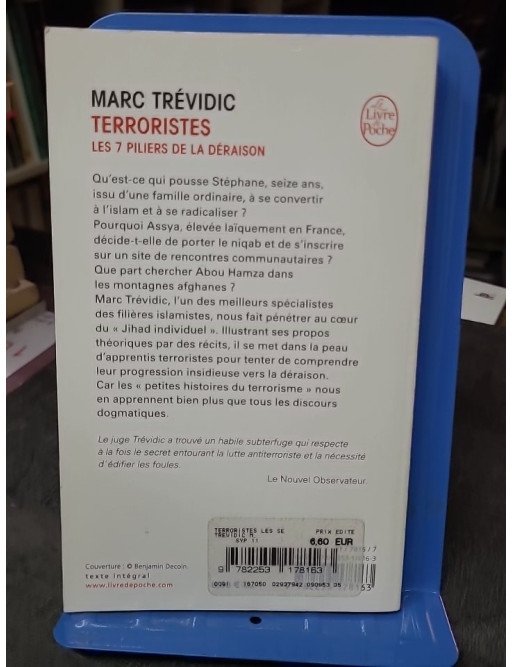 MARC TRÉVIDIC
TERRORISTES
LES 7 PILIERS DE LA DÉRAISON
Le
Livre
de
Poche
Qu'est-ce qui pousse Stéphane, seize ans,
issu d'une famille ordinaire, à se convertir
à l'islam et à se radicaliser ?
Pourquoi Assya, élevée laïquement en France,
décide-t-elle de porter le niqab et de s'inscrire
sur un site de rencontres communautaires ?
Que part chercher Abou Hamza dans
les montagnes afghanes ?
Marc Trévidic, l'un des meilleurs spécialistes
des filières islamistes, nous fait pénétrer au cœur
du « Jihad individuel ». Illustrant ses propos
théoriques par des récits, il se met dans la peau
d'apprentis terroristes pour tenter de comprendre
leur progression insidieuse vers la déraison.
Car les « petites histoires du terrorisme » nous
en apprennent bien plus que tous les discours
dogmatiques.
Le juge Trévidic a trouvé un habile subterfuge qui respecte
à la fois le secret entourant la lutte antiterroriste et la nécessité
d'édifier les foules.
Le Nouvel Observateur.
TERRORISTES LES SE
TREVIDIC M.
SYP 11
PRIX EDITE
6,60 EUR
9 782253 178163
Couverture : © Benjamin Decoin.
texte intégral
www.livredepoche.com